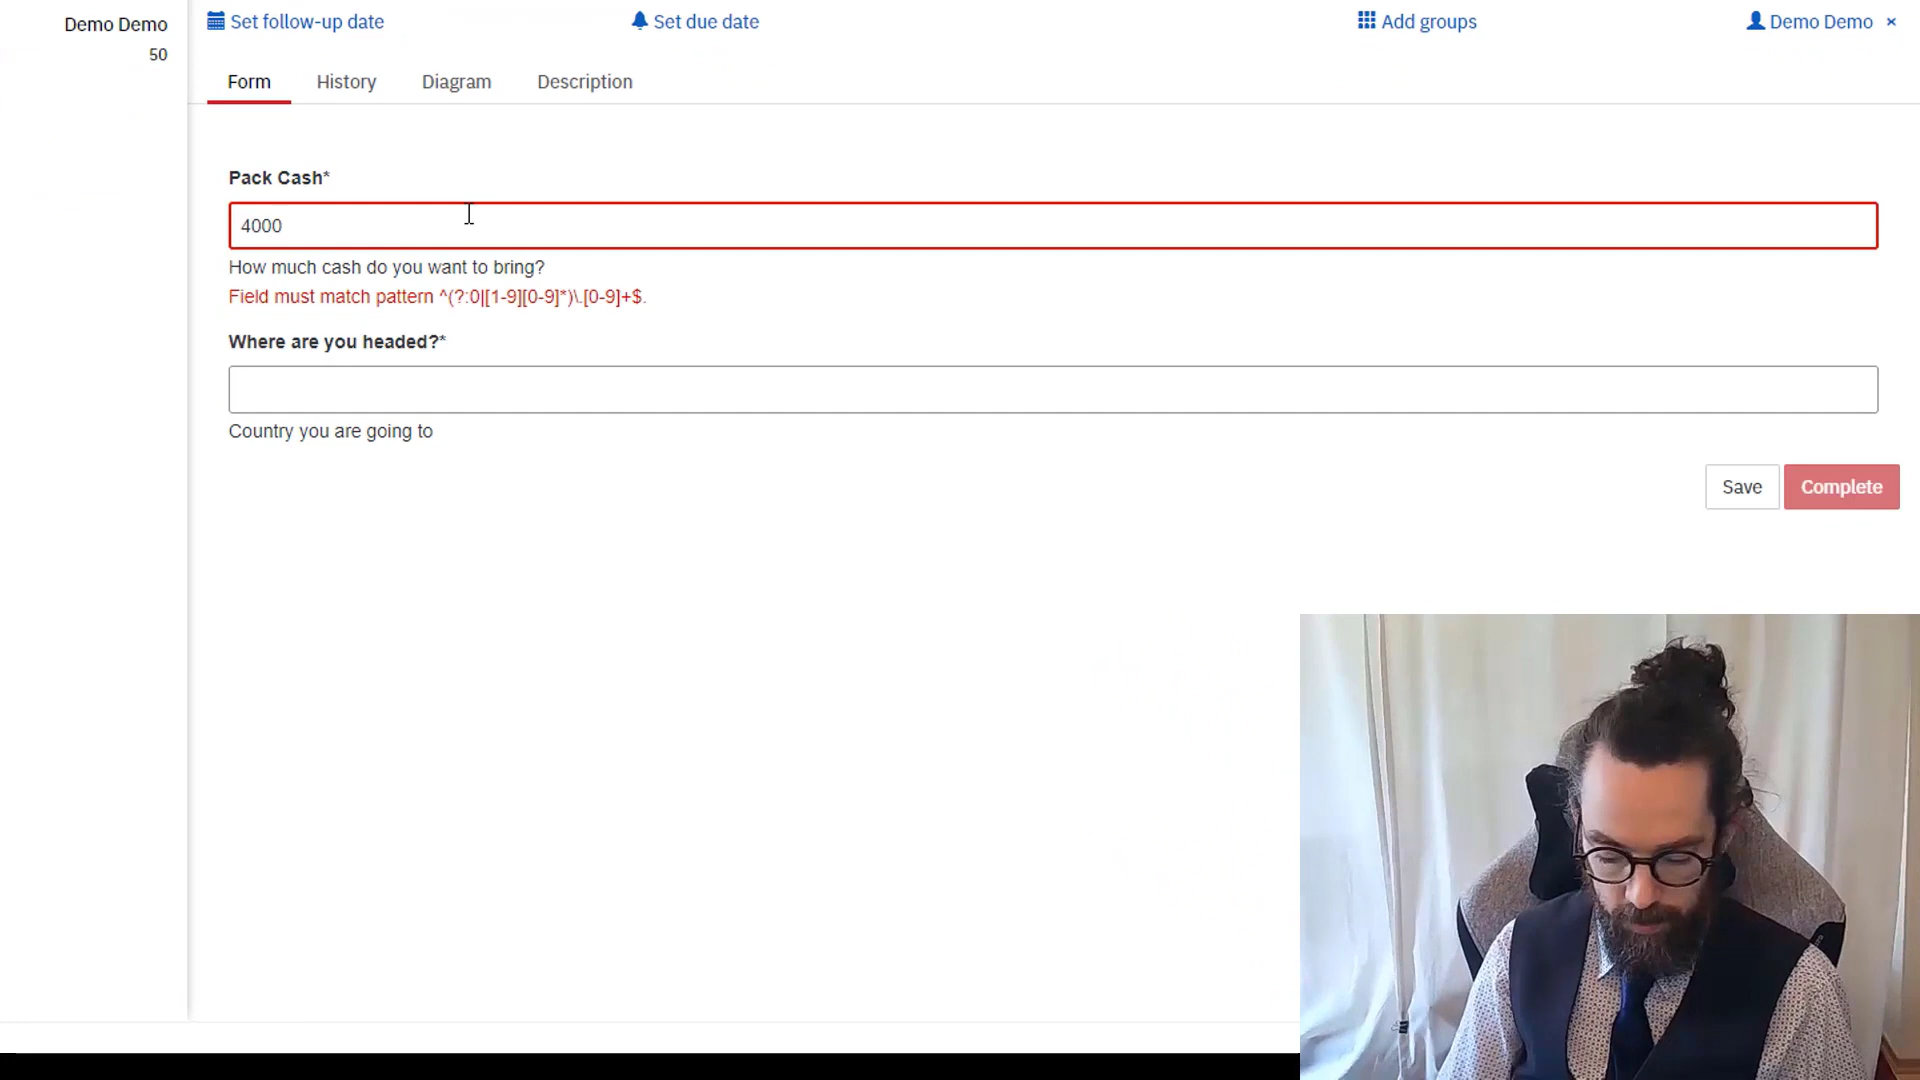 Demo Demo
50
Set follow-up date
Set due date
Add groups
Demo Demo ×
Form
History
Diagram
Description
Pack Cash*
4000
How much cash do you want to bring?
Field must match pattern ^(?:0|[1-9][0-9]*)\.[0-9]+$.
Where are you headed?*
Country you are going to
Save
Complete